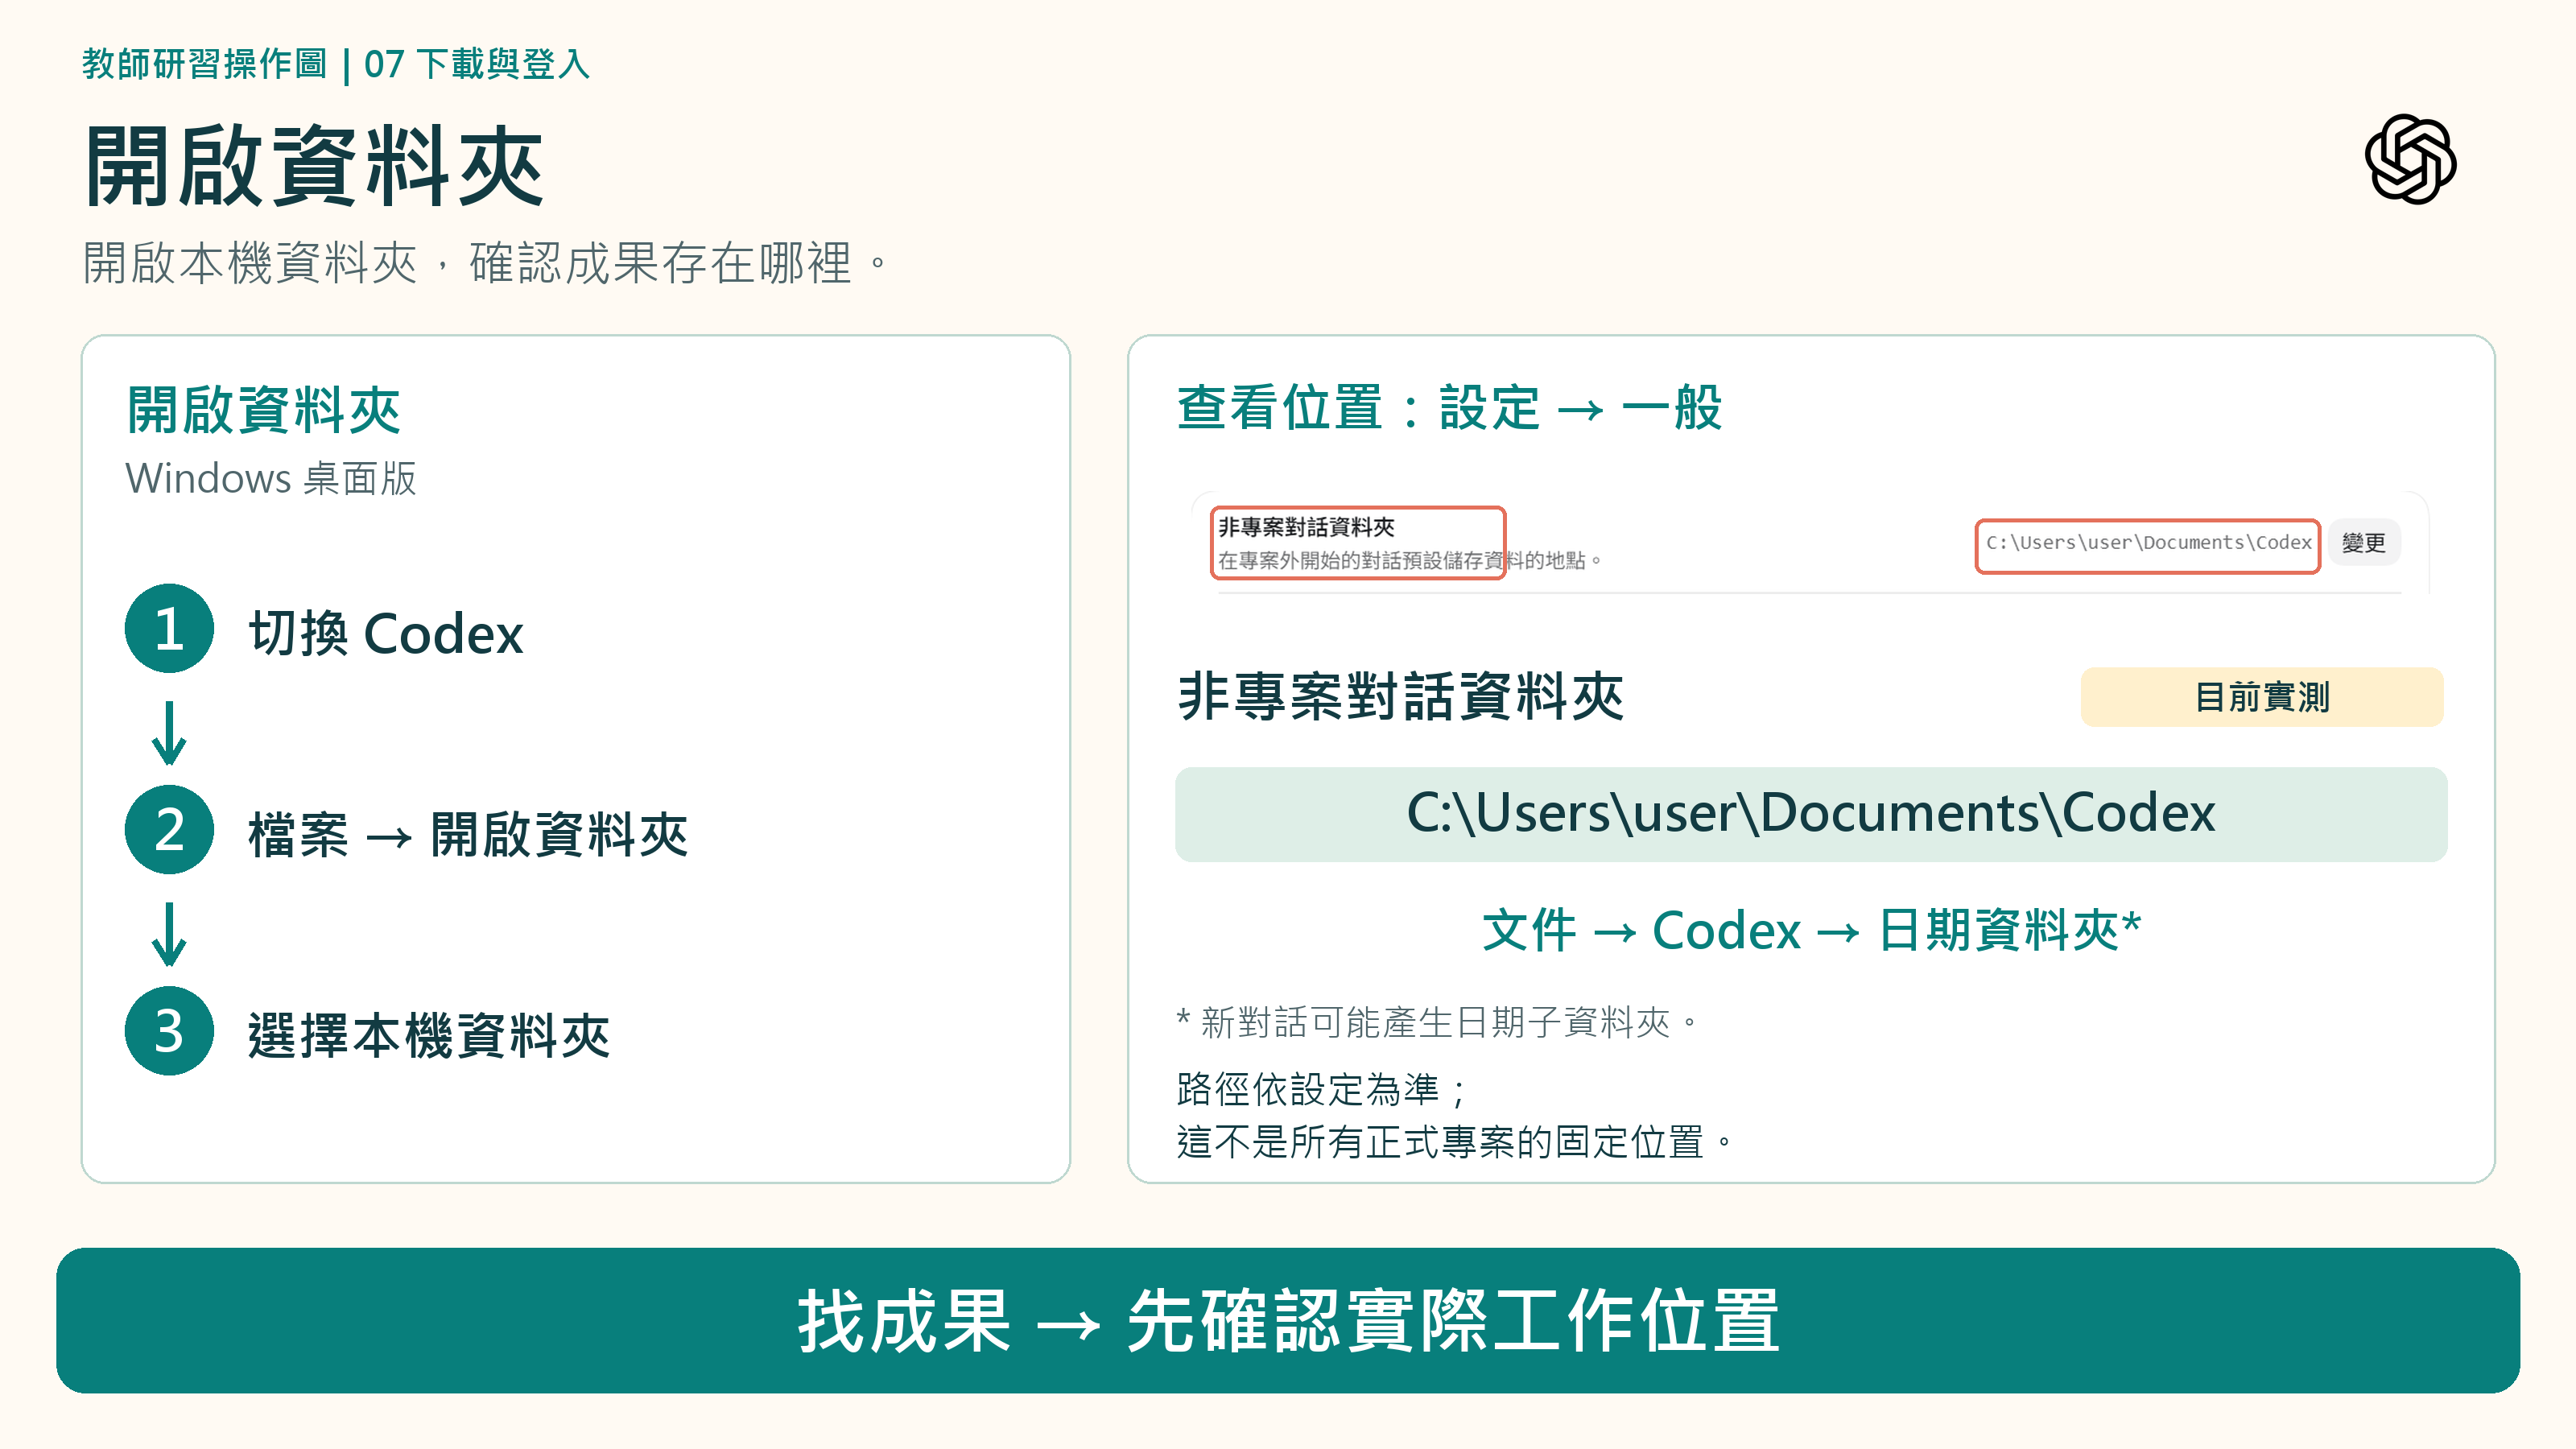 教師研習操作圖 | 07 下載與登入
開啟資料夾
開啟本機資料夾，確認成果存在哪裡。
開啟資料夾
Windows 桌面版
1 切換 Codex
↓
2 檔案 → 開啟資料夾
↓
3 選擇本機資料夾
查看位置：設定 → 一般
非專案對話資料夾
在專案外開始的對話預設儲存資料的地點。
C:\Users\user\Documents\Codex 變更
非專案對話資料夾
目前實測
C:\Users\user\Documents\Codex
文件 → Codex → 日期資料夾*
* 新對話可能產生日期子資料夾。
路徑依設定為準；
這不是所有正式專案的固定位置。
找成果 → 先確認實際工作位置